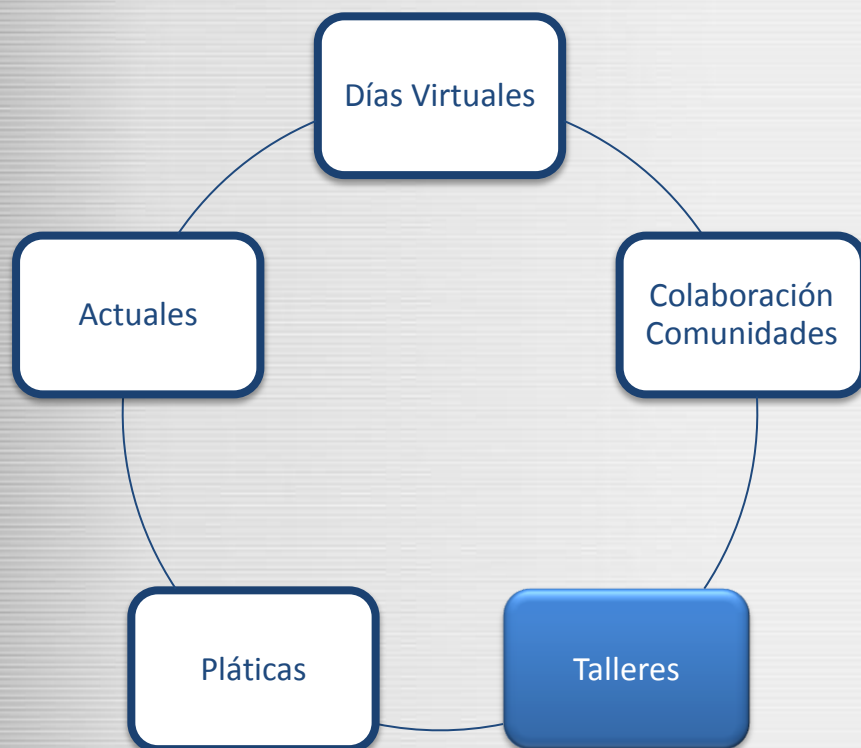 Días Virtuales
Colaboración
Comunidades
Talleres
Pláticas
Actuales